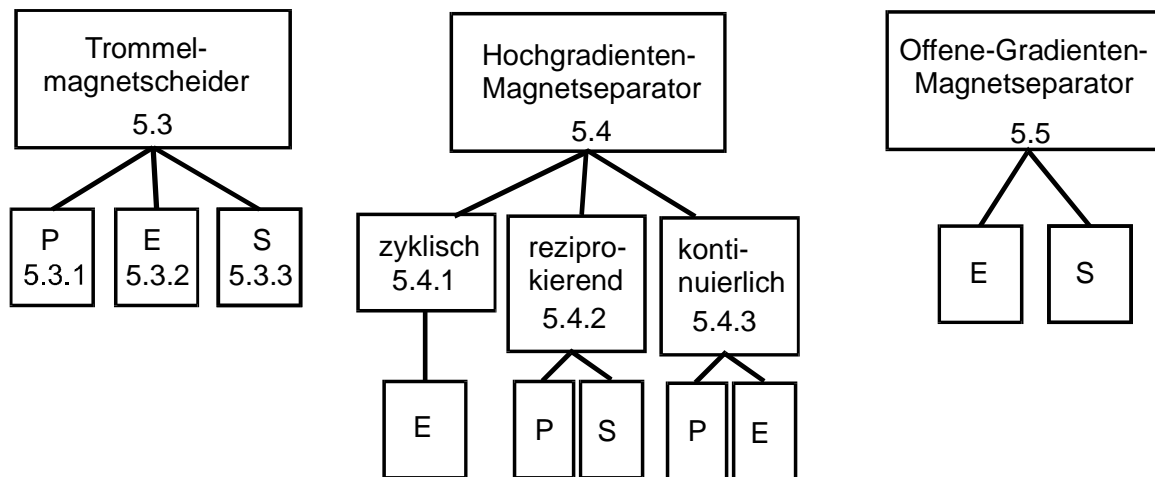 Trommel-
magnetscheider
5.3
P
5.3.1
E
5.3.2
S
5.3.3
Hochgradienten-
Magnetseparator
5.4
zyklisch
5.4.1
rezipro-
kierend
5.4.2
konti-
nuierlich
5.4.3
E
P
S
P
E
Offene-Gradienten-
Magnetseparator
5.5
E
S